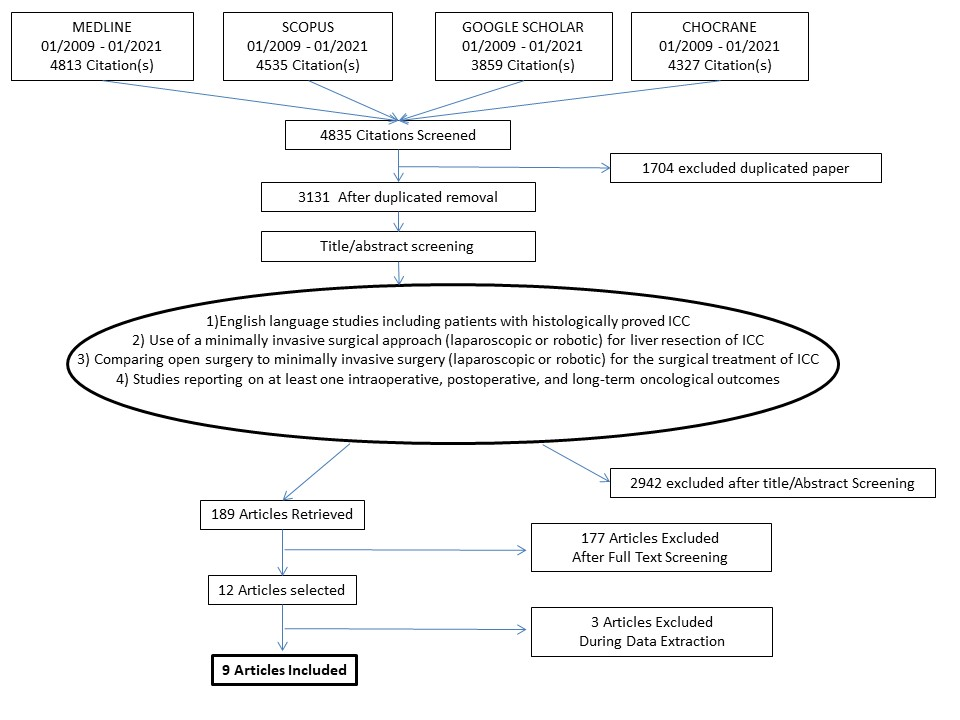 MEDLINE
01/2009 - 01/2021
4813 Citation(s)
SCOPUS
01/2009 - 01/2021
4535 Citation(s)
GOOGLE SCHOLAR
01/2009 - 01/2021
3859 Citation(s)
CHOCRANE
01/2009 - 01/2021
4327 Citation(s)
4835 Citations Screened
1704 excluded duplicated paper
3131 After duplicated removal
Title/abstract screening
1)English language studies including patients with histologically proved ICC
2) Use of a minimally invasive surgical approach (laparoscopic or robotic) for liver resection of ICC
3) Comparing open surgery to minimally invasive surgery (laparoscopic or robotic) for the surgical treatment of ICC
4) Studies reporting on at least one intraoperative, postoperative, and long-term oncological outcomes
2942 excluded after title/Abstract Screening
189 Articles Retrieved
177 Articles Excluded
After Full Text Screening
12 Articles selected
3 Articles Excluded
During Data Extraction
9 Articles Included